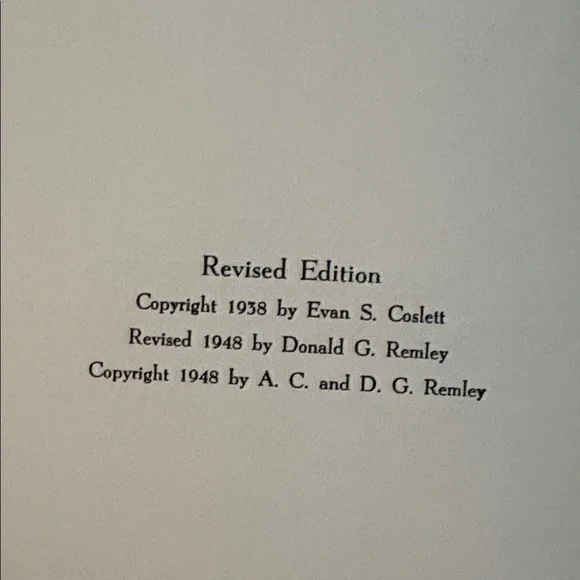 Revised Edition
Copyright 1938 by Evan S. Coslett
Revised 1948 by Donald G. Remley
Copyright 1948 by A. C. and D. G. Remley